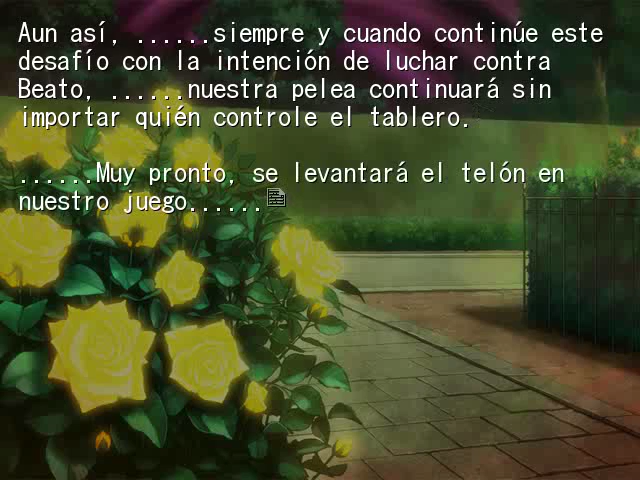 Aun así, ......siempre y cuando continúe este
desafío con la intención de luchar contra
Beato, ......nuestra pelea continuará sin
importar quién controle el tablero.
......Muy pronto, se levantará el telón en
nuestro juego......